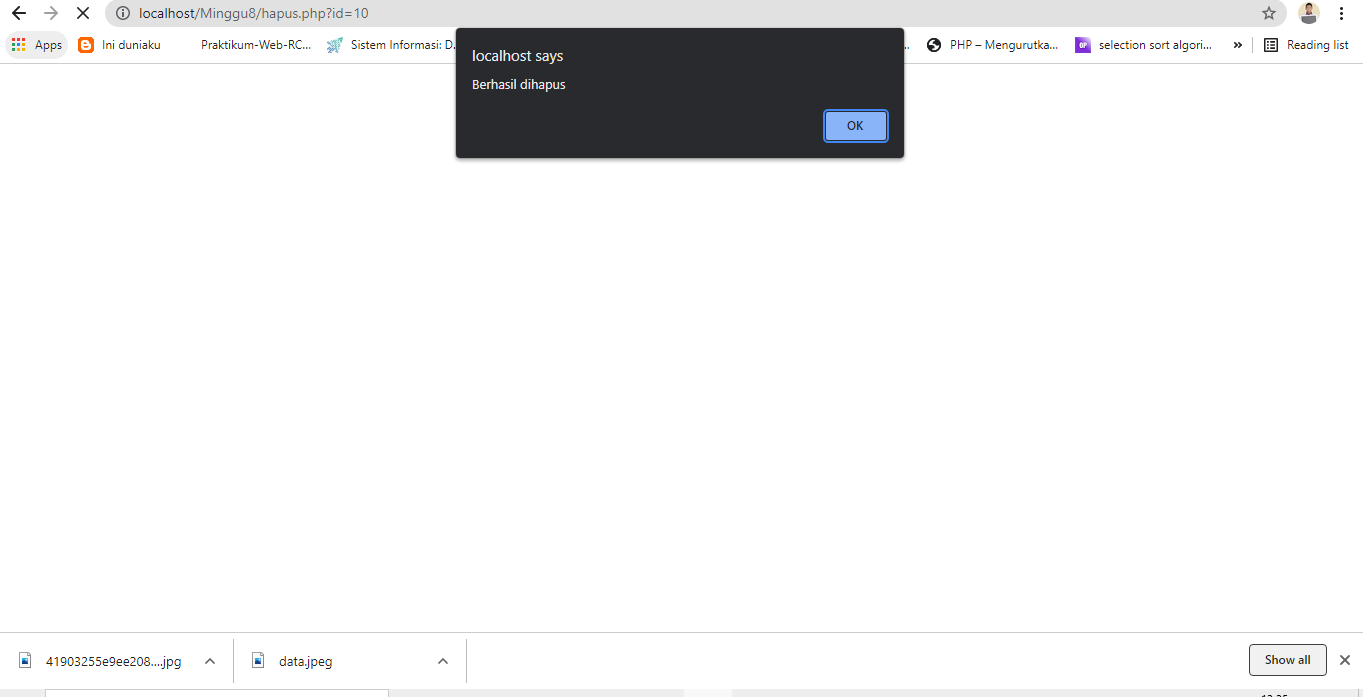 localhost/Minggu8/hapus.php?id=10
Apps Ini duniaku Praktikum-Web-RC... Sistem Informasi: D... PHP – Mengurutka... selection sort algori... » Reading list
localhost says
Berhasil dihapus
OK
41903255e9ee208....jpg data.jpeg Show all